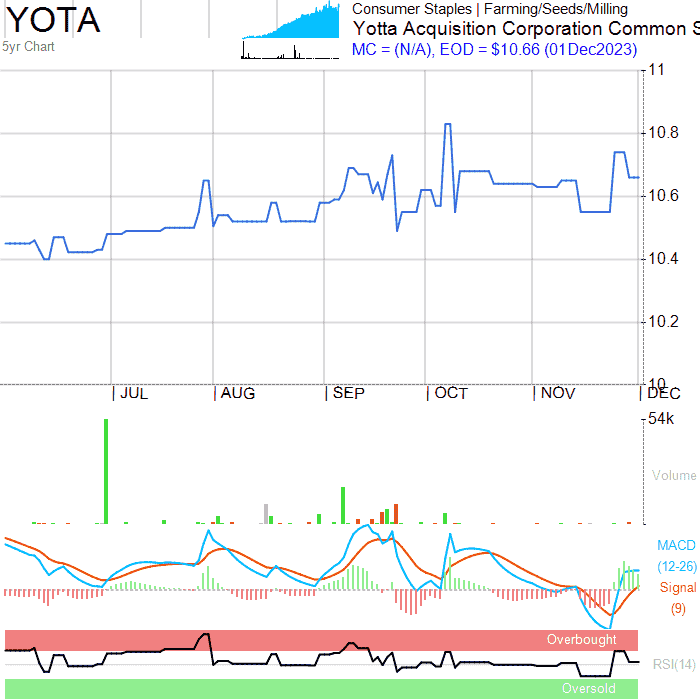 YOTA
5yr Chart
Consumer Staples | Farming/Seeds/Milling
Yotta Acquisition Corporation Common S
MC = (N/A), EOD = $10.66 (01Dec2023)
11
10.8
10.6
10.4
10.2
10
JUL
AUG
SEP
OCT
NOV
DEC
54k
Volume
MACD
(12-26)
Signal
(9)
Overbought
RSI(14)
Oversold